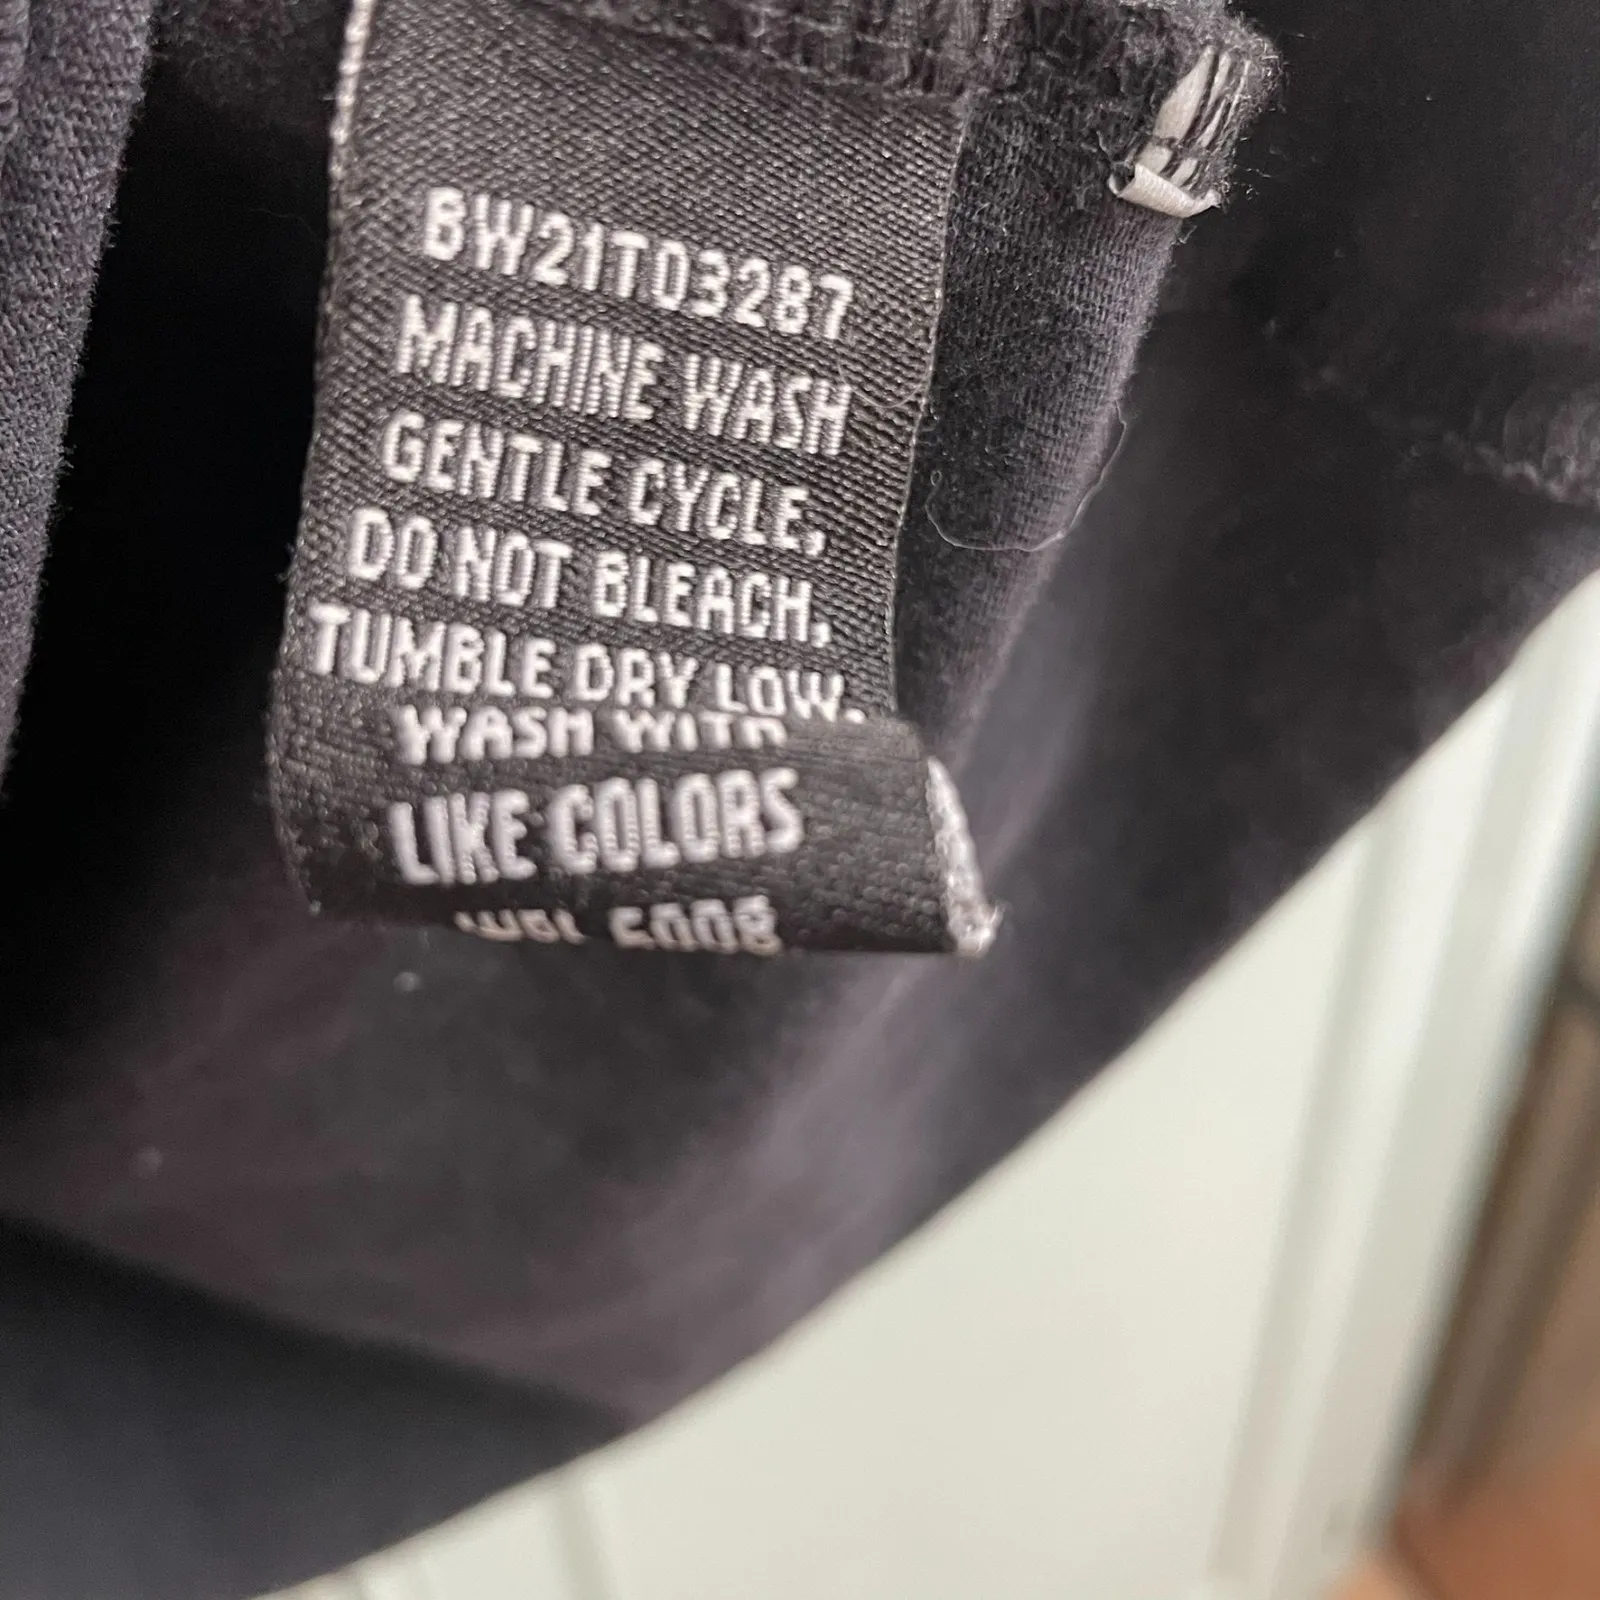 BW21T03287
MACHINE WASH
GENTLE CYCLE,
DO NOT BLEACH,
TUMBLE DRY LOW.
WASH WITH
LIKE COLORS